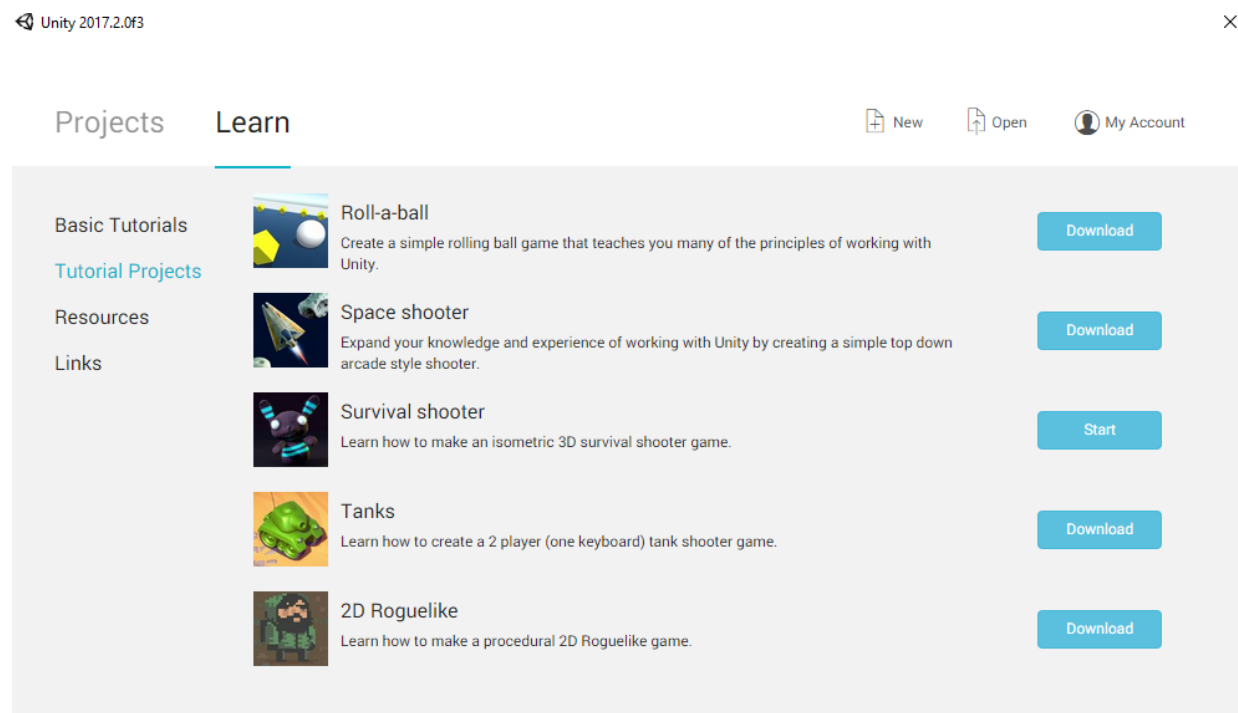 Unity 2017.2.0f3
Projects
Learn
New
Open
My Account
Basic Tutorials
Tutorial Projects
Resources
Links
Roll-a-ball
Create a simple rolling ball game that teaches you many of the principles of working with
Unity.
Download
Space shooter
Expand your knowledge and experience of working with Unity by creating a simple top down
arcade style shooter.
Download
Survival shooter
Learn how to make an isometric 3D survival shooter game.
Start
Tanks
Learn how to create a 2 player (one keyboard) tank shooter game.
Download
2D Roguelike
Learn how to make a procedural 2D Roguelike game.
Download